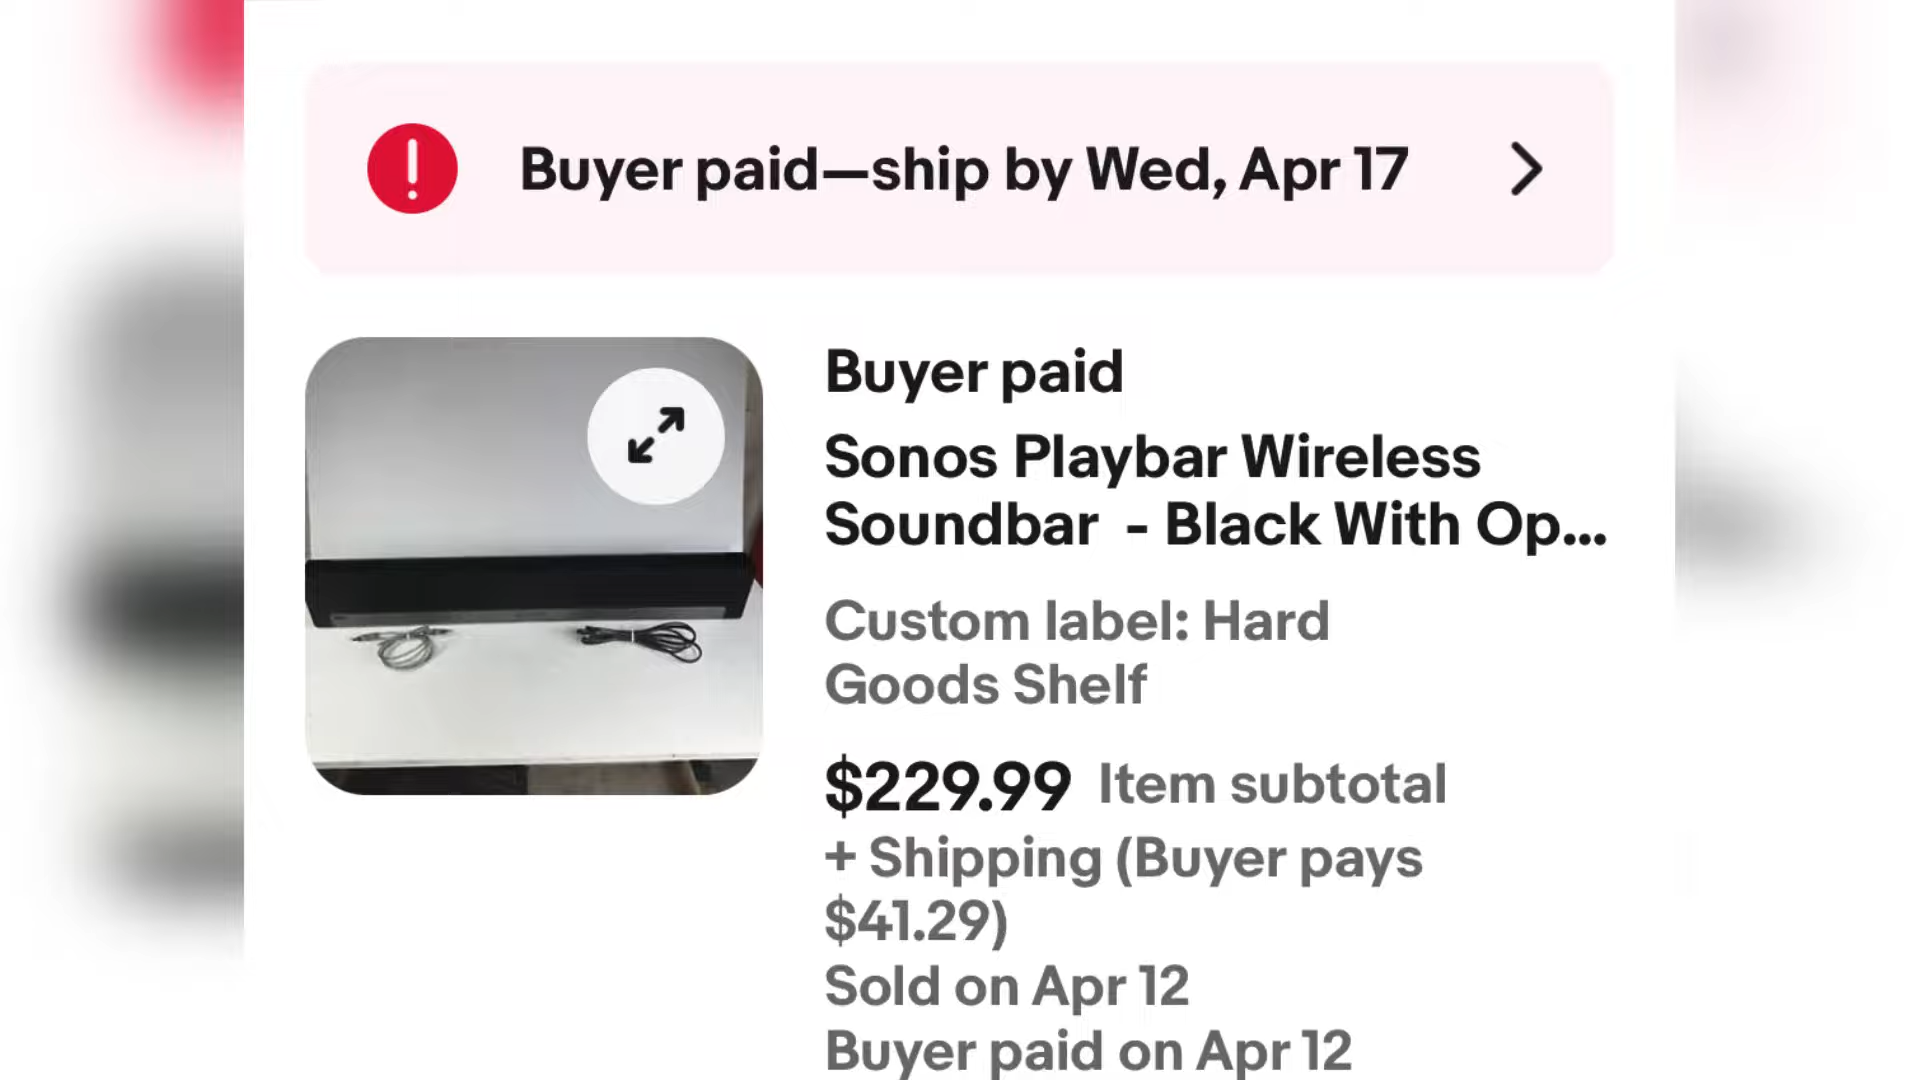 Buyer paid—ship by Wed, Apr 17
Buyer paid
Sonos Playbar Wireless
Soundbar - Black With Op...
Custom label: Hard
Goods Shelf
$229.99 Item subtotal
+ Shipping (Buyer pays
$41.29)
Sold on Apr 12
Buyer paid on Apr 12